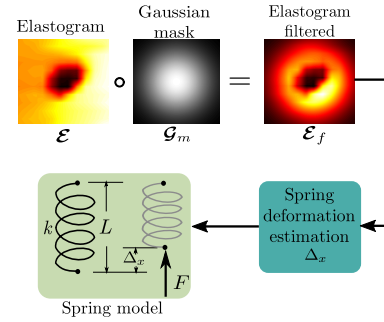 Elastogram
Gaussian
mask
Elastogram
filtered
∘
=
𝓔
𝓖m
𝓔f
k
L
Δx
F
Spring model
Spring
deformation
estimation
Δx